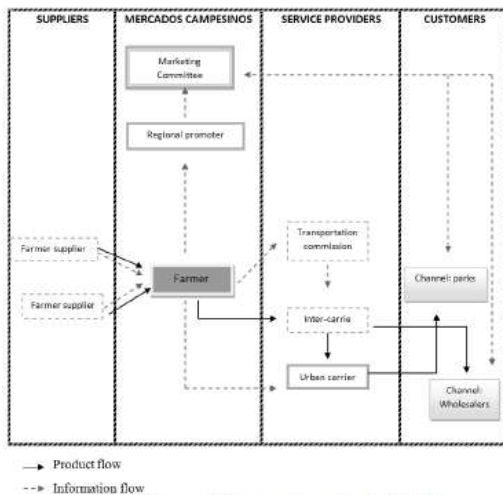 SUPPLIERS
MERCADOS CAMPESINOS
SERVICE PROVIDERS
CUSTOMERS
Marketing
Committee
Regional promoter
Transportation
commission
Farmer supplier
Farmer
Channel: parks
Farmer supplier
Inter-carrie
Urban carrier
Channel:
Wholesalers
Product flow
Information flow